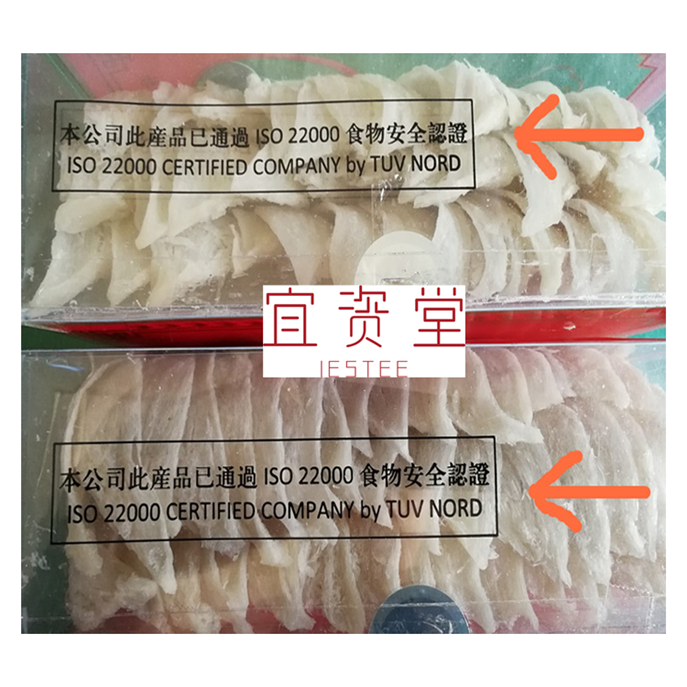 本公司此産品已通過 ISO 22000 食物安全認證
ISO 22000 CERTIFIED COMPANY by TUV NORD
宜资堂
IESTEE
本公司此産品已通過 ISO 22000 食物安全認證
ISO 22000 CERTIFIED COMPANY by TUV NORD